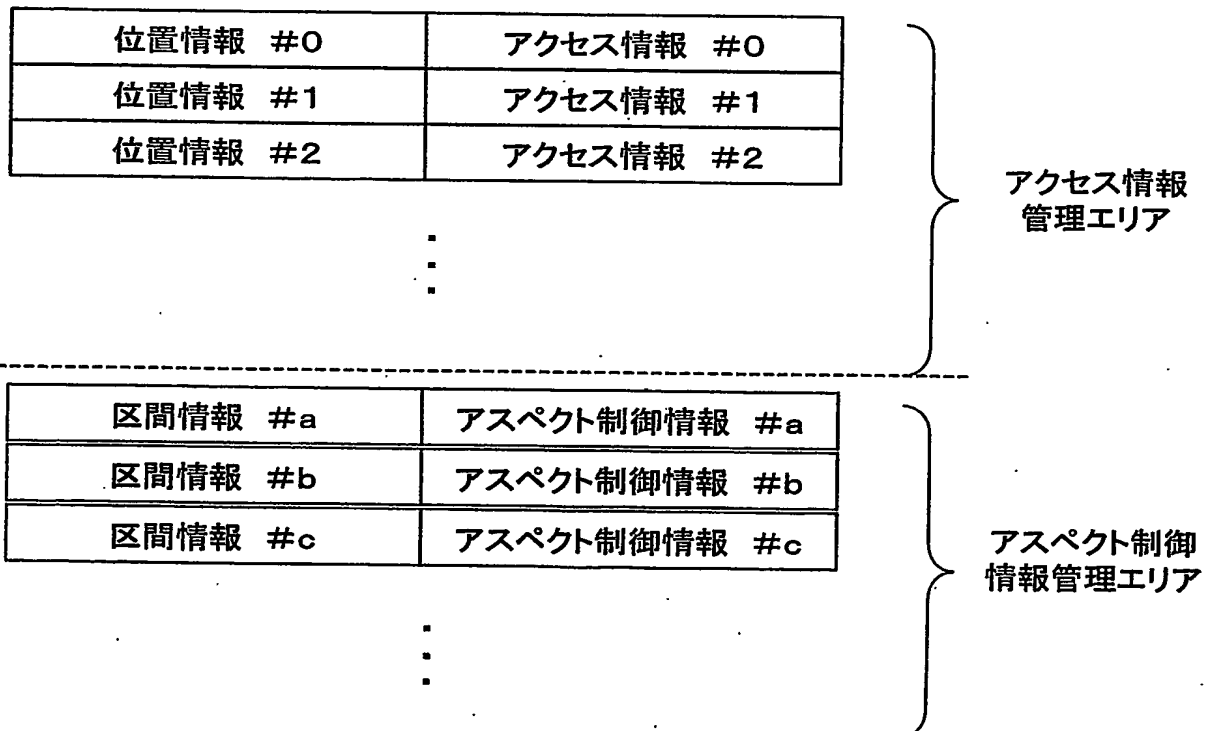 位置情報 #0 アクセス情報 #0
位置情報 #1 アクセス情報 #1
位置情報 #2 アクセス情報 #2
アクセス情報
管理エリア
区間情報 #a アスペクト制御情報 #a
区間情報 #b アスペクト制御情報 #b
区間情報 #c アスペクト制御情報 #c
アスペクト制御
情報管理エリア